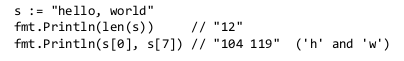 s := "hello, world"
fmt.Println(len(s))     // "12"
fmt.Println(s[0], s[7]) // "104 119"  ('h' and 'w')